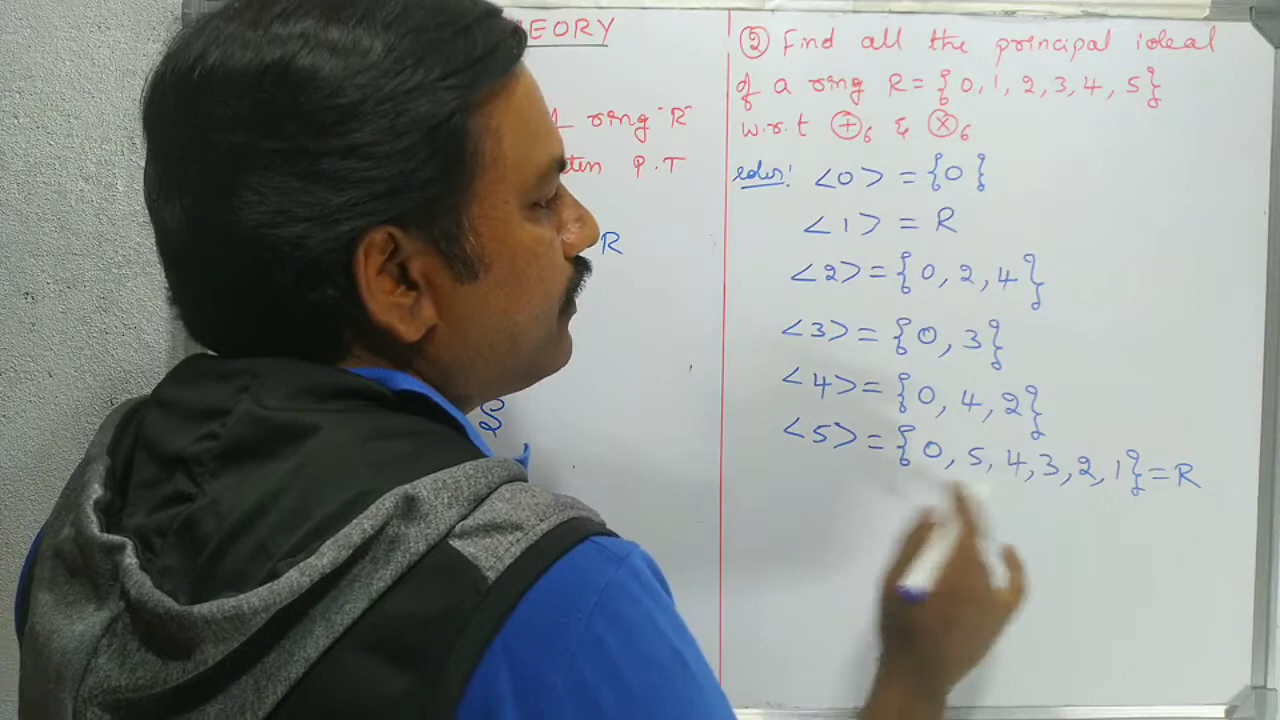 EORY
ring "R"
P.T
R
② Find all the principal ideal
of a ring R = {0, 1, 2, 3, 4, 5}
w.r.t ⊕₆ & ⊗₆
soln: <0> = {0}
<1> = R
<2> = {0, 2, 4}
<3> = {0, 3}
<4> = {0, 4, 2}
<5> = {0, 5, 4, 3, 2, 1} = R